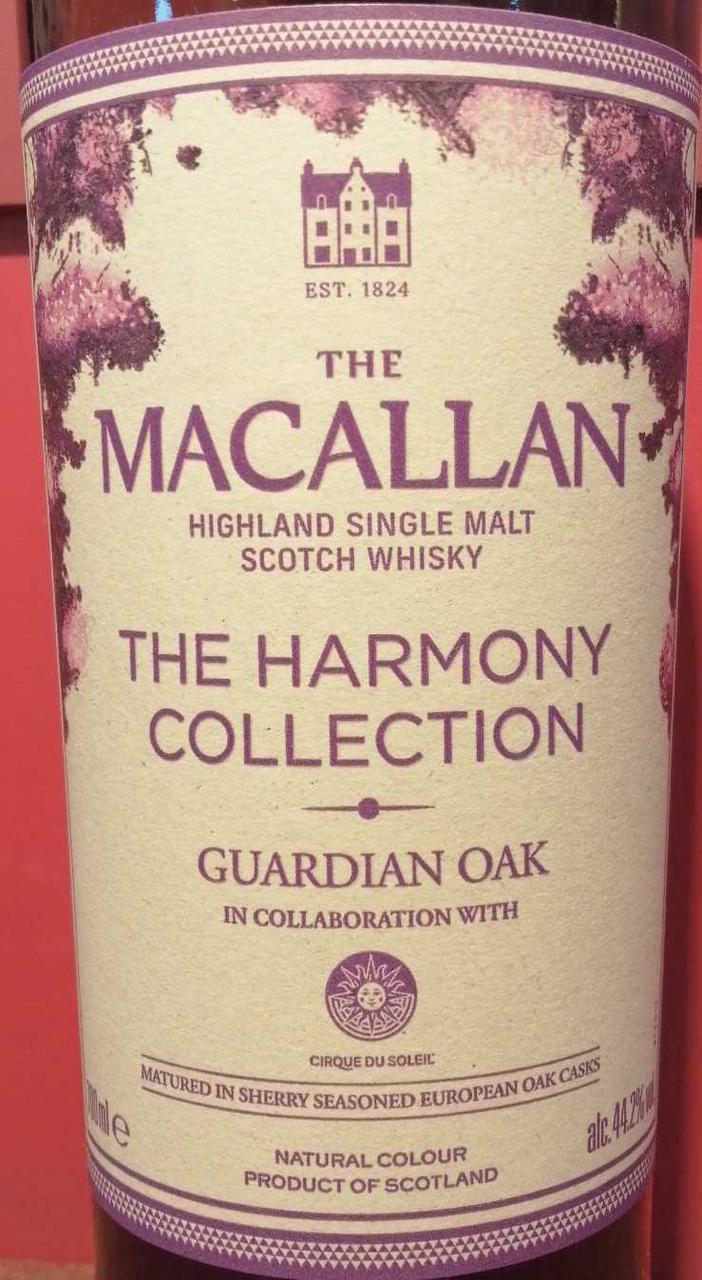 EST. 1824
THE
MACALLAN
HIGHLAND SINGLE MALT
SCOTCH WHISKY
THE HARMONY
COLLECTION
GUARDIAN OAK
IN COLLABORATION WITH
CIRQUE DU SOLEIL
MATURED IN SHERRY SEASONED EUROPEAN OAK CASKS
700ml e
alc. 44.2% vol
NATURAL COLOUR
PRODUCT OF SCOTLAND